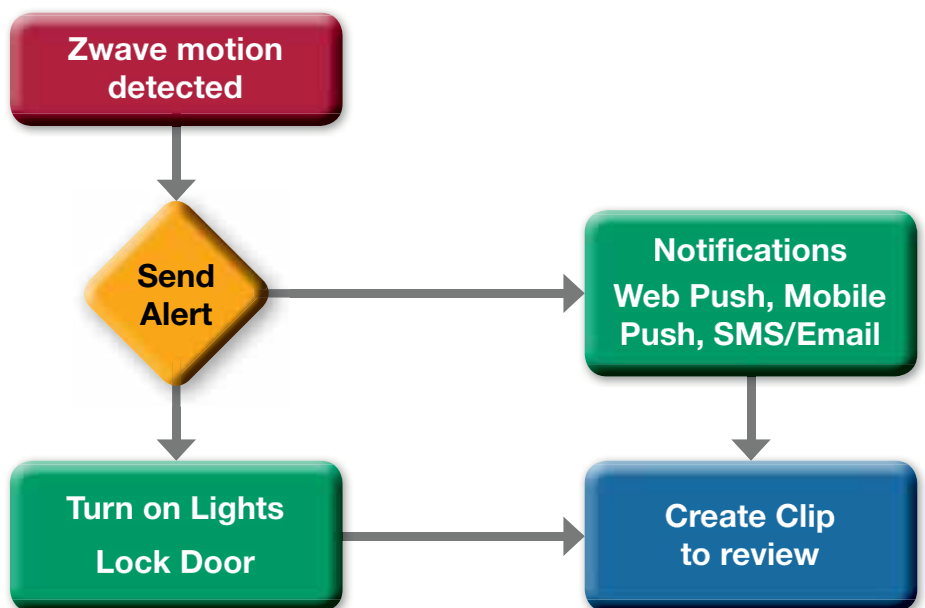 Zwave motion
detected
Send
Alert
Notifications
Web Push, Mobile
Push, SMS/Email
Turn on Lights
Lock Door
Create Clip
to review